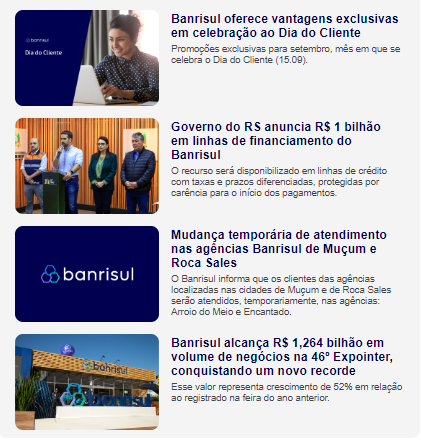 banrisul
Dia do Cliente
Banrisul oferece vantagens exclusivas
em celebração ao Dia do Cliente
Promoções exclusivas para setembro, mês em que se
celebra o Dia do Cliente (15.09).
Governo do RS anuncia R$ 1 bilhão
em linhas de financiamento do
Banrisul
O recurso será disponibilizado em linhas de crédito
com taxas e prazos diferenciadas, protegidas por
carência para o início dos pagamentos.
banrisul
Mudança temporária de atendimento
nas agências Banrisul de Muçum e
Roca Sales
O Banrisul informa que os clientes das agências
localizadas nas cidades de Muçum e de Roca Sales
serão atendidos, temporariamente, nas agências:
Arroio do Meio e Encantado.
banrisul
banrisul
Banrisul alcança R$ 1,264 bilhão em
volume de negócios na 46ª Expointer,
conquistando um novo recorde
Esse valor representa crescimento de 52% em relação
ao registrado na feira do ano anterior.